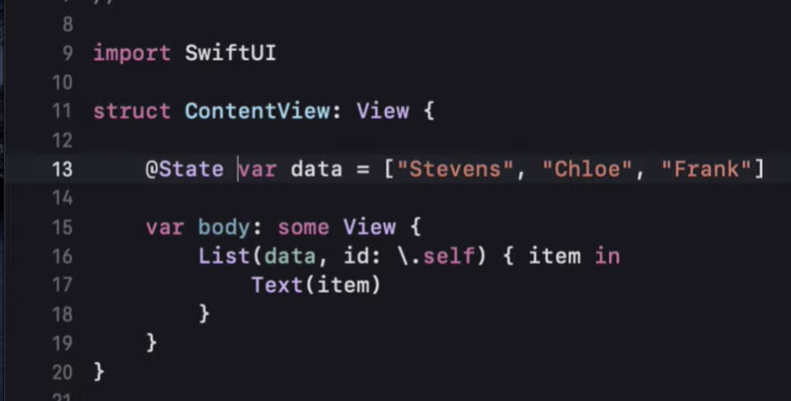 8
9 import SwiftUI
10
11 struct ContentView: View {
12
13     @State var data = ["Stevens", "Chloe", "Frank"]
14
15     var body: some View {
16         List(data, id: \.self) { item in
17             Text(item)
18         }
19     }
20 }
21